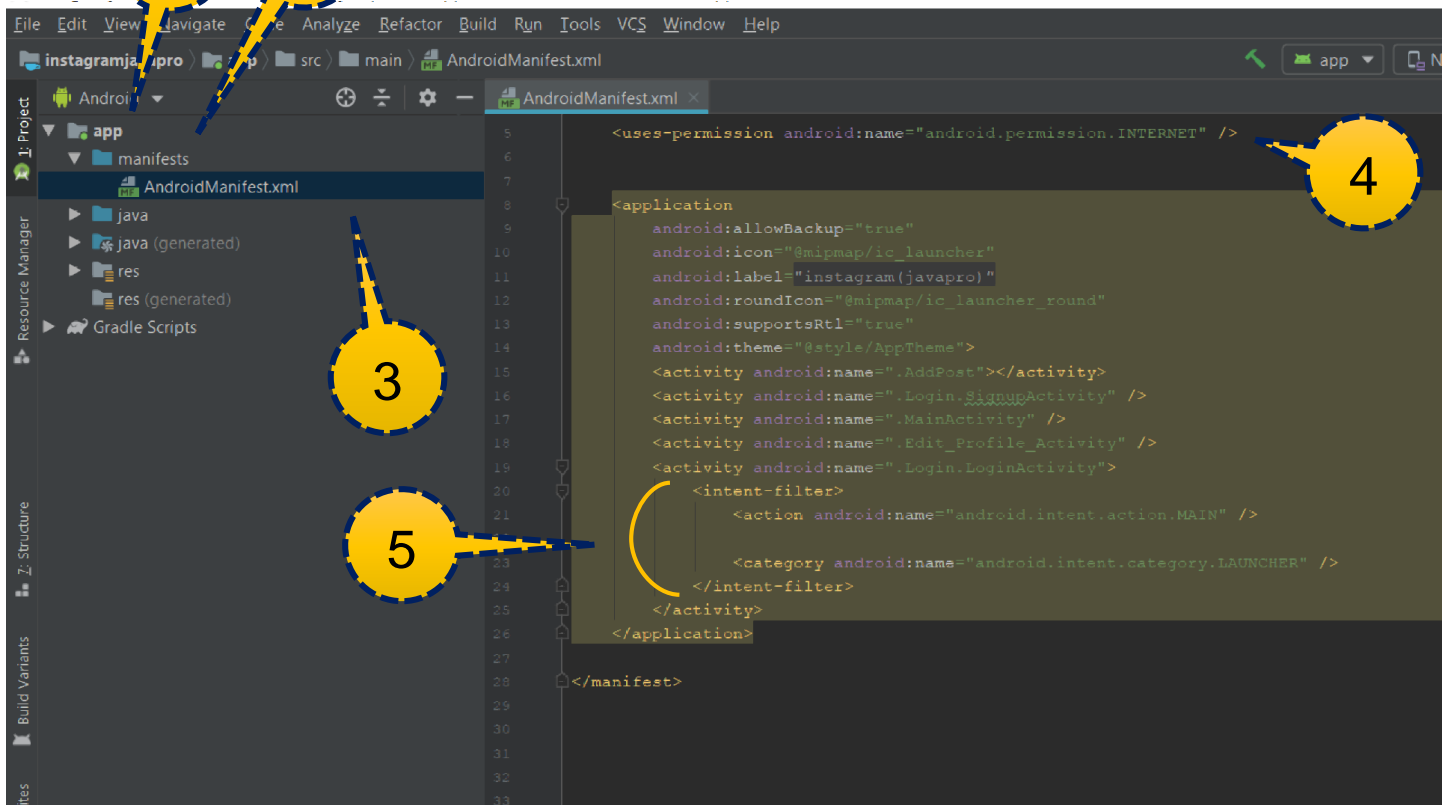 File Edit View Navigate Code Analyze Refactor Build Run Tools VCS Window Help
app src main AndroidManifest.xml app
Android AndroidManifest.xml
1: Project
Resource Manager
Z: Structure
Build Variants
app
manifests
AndroidManifest.xml
java
java (generated)
res
res (generated)
Gradle Scripts
3
4
5
5 <uses-permission android:name="android.permission.INTERNET" />
6
7
8 <application
9 android:allowBackup="true"
10 android:icon="@mipmap/ic_launcher"
11 android:label="instagram(javapro)"
12 android:roundIcon="@mipmap/ic_launcher_round"
13 android:supportsRtl="true"
14 android:theme="@style/AppTheme">
15 <activity android:name=".AddPost"></activity>
16 <activity android:name=".Login.SignupActivity" />
17 <activity android:name=".MainActivity" />
18 <activity android:name=".Edit_Profile_Activity" />
19 <activity android:name=".Login.LoginActivity">
20 <intent-filter>
21 <action android:name="android.intent.action.MAIN" />
23 <category android:name="android.intent.category.LAUNCHER" />
24 </intent-filter>
25 </activity>
26 </application>
27
28 </manifest>
29
30
31
32
33